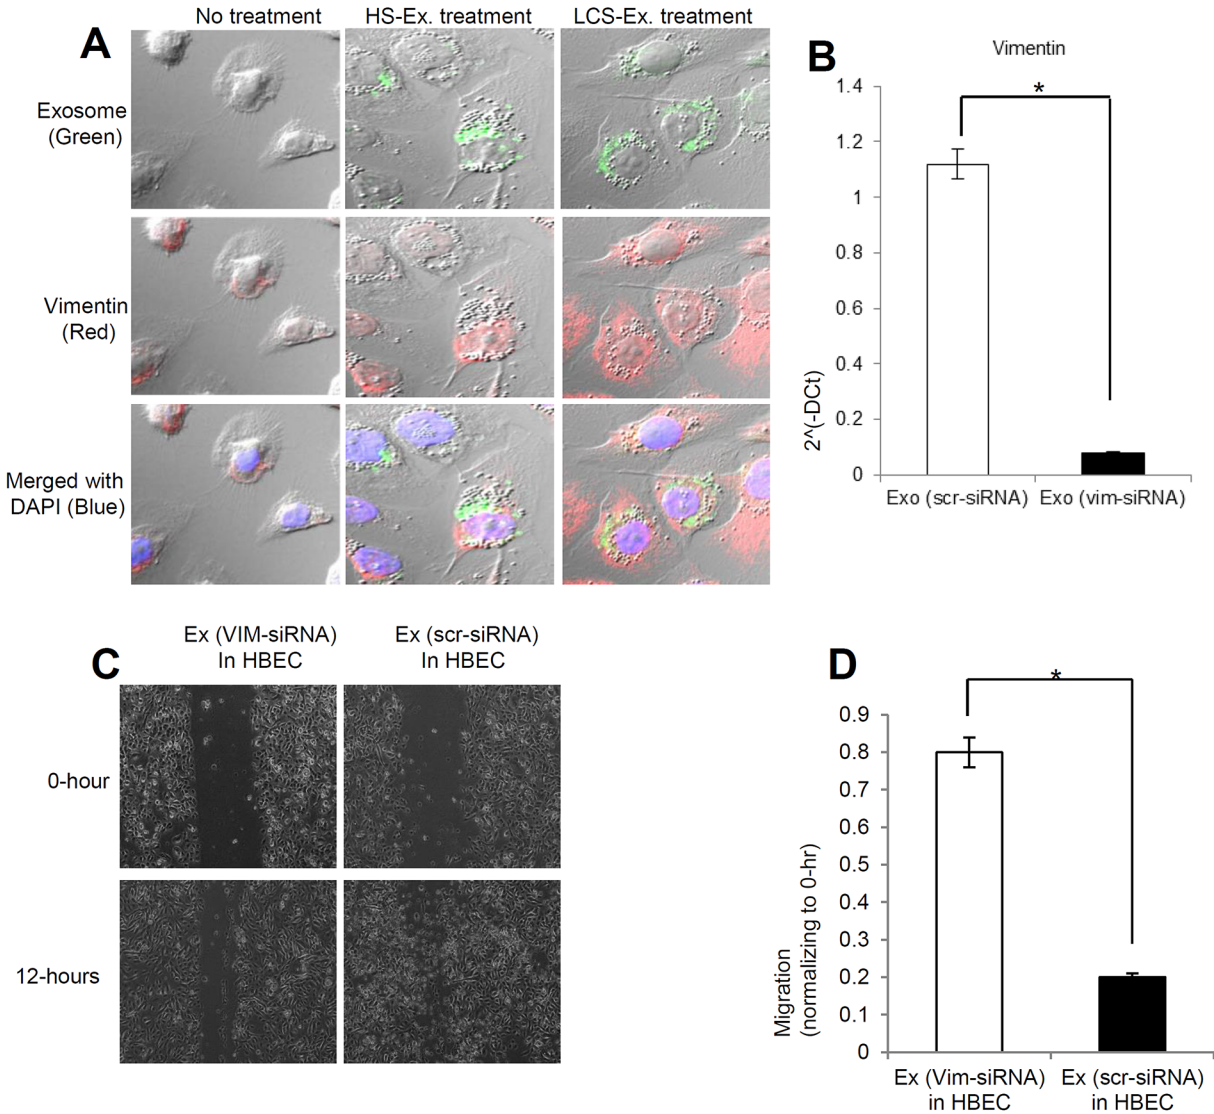 A
No treatment
HS-Ex. treatment
LCS-Ex. treatment
Exosome
(Green)
Vimentin
(Red)
Merged with
DAPI (Blue)
B
Vimentin
*
1.4
1.2
1
0.8
0.6
0.4
0.2
0
2^(-DCt)
Exo (scr-siRNA)
Exo (vim-siRNA)
C
Ex (VIM-siRNA)
In HBEC
Ex (scr-siRNA)
In HBEC
0-hour
12-hours
D
*
0.9
0.8
0.7
0.6
0.5
0.4
0.3
0.2
0.1
0
Migration
(normalizing to 0-hr)
Ex (Vim-siRNA)
in HBEC
Ex (scr-siRNA)
in HBEC